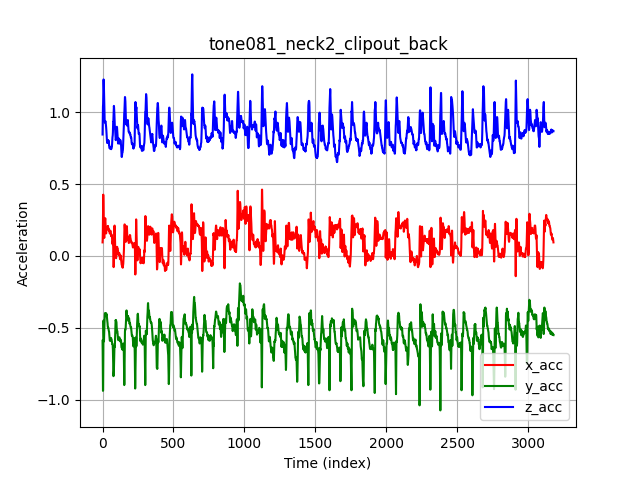 tone081_neck2_clipout_back
1.0
0.5
0.0
−0.5
−1.0
Acceleration
0 500 1000 1500 2000 2500 3000
Time (index)
x_acc
y_acc
z_acc